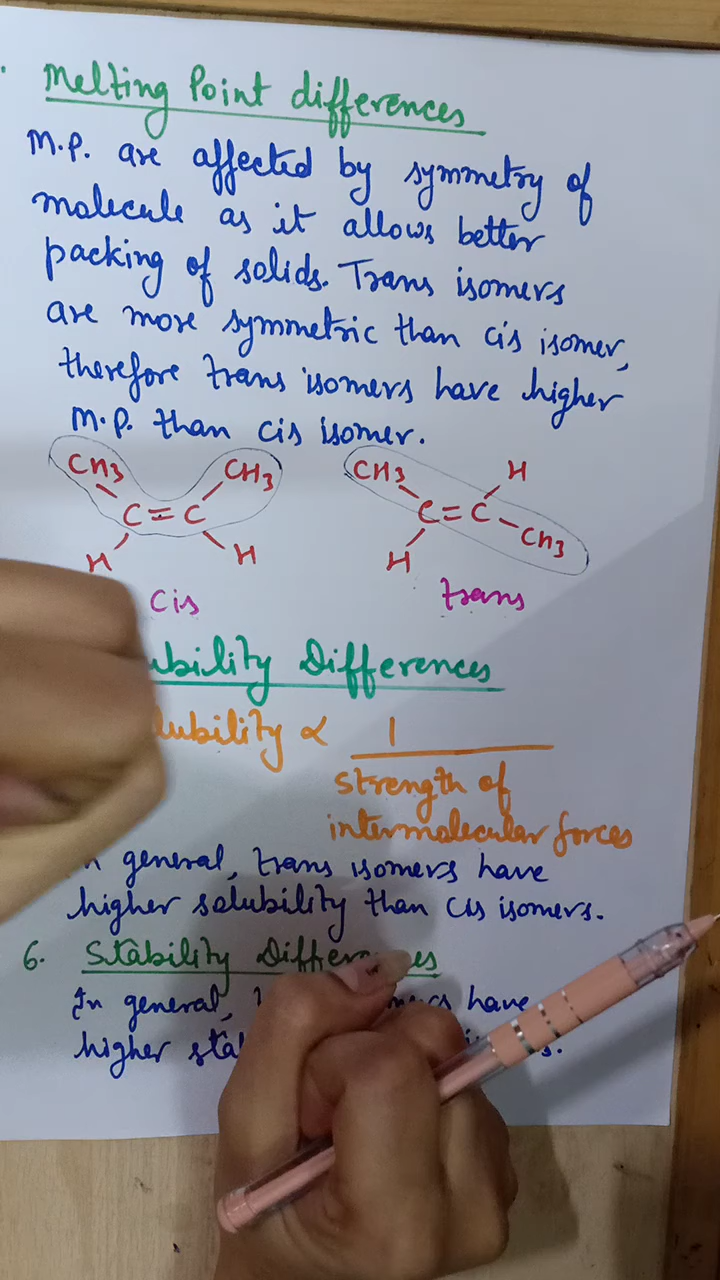 Melting Point differences
M.P. are affected by symmetry of
molecule as it allows better
packing of solids. Trans isomers
are more symmetric than cis isomer,
therefore trans isomers have higher
M.P. than cis isomer.
CH3 CH3 CH3 H
C=C C=C
H H H CH3
Cis trans
ubility Differences
lubility ∝ 1
strength of
intermolecular forces
general, trans isomers have
higher solubility than cis isomers.
6. Stability Differences
In general, have
higher